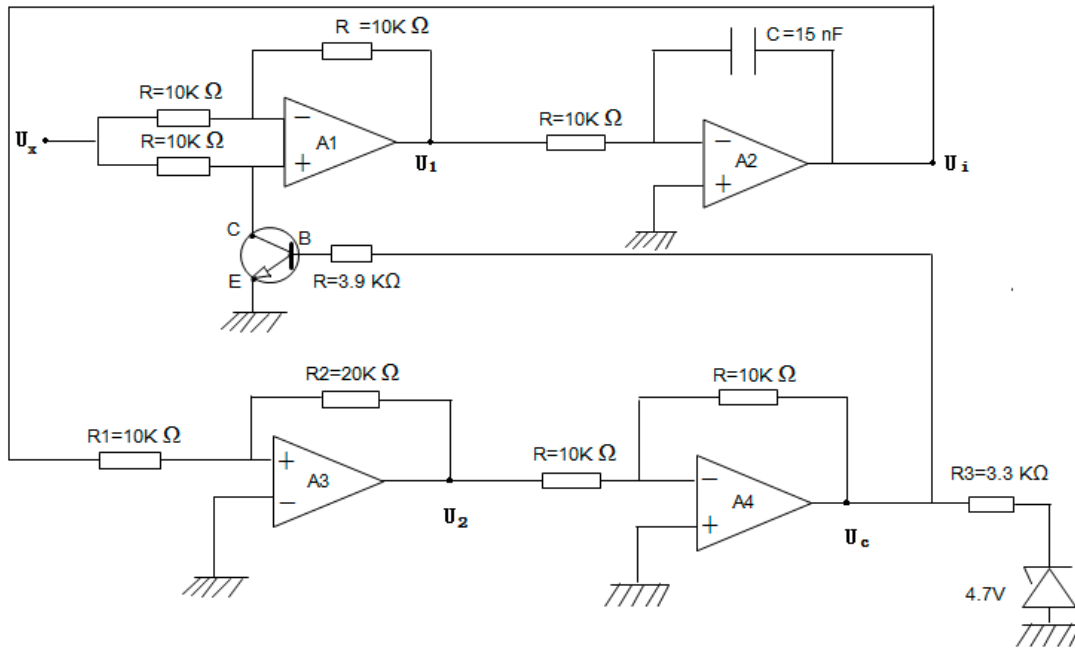 R =10K Ω
C =15 nF
R=10K Ω
R=10K Ω
R=10K Ω
Ux
−
+
A1
U1
−
+
A2
Ui
C
B
E
R=3.9 KΩ
R2=20K Ω
R=10K Ω
R1=10K Ω
R=10K Ω
R3=3.3 KΩ
+
−
A3
U2
−
+
A4
Uc
4.7V